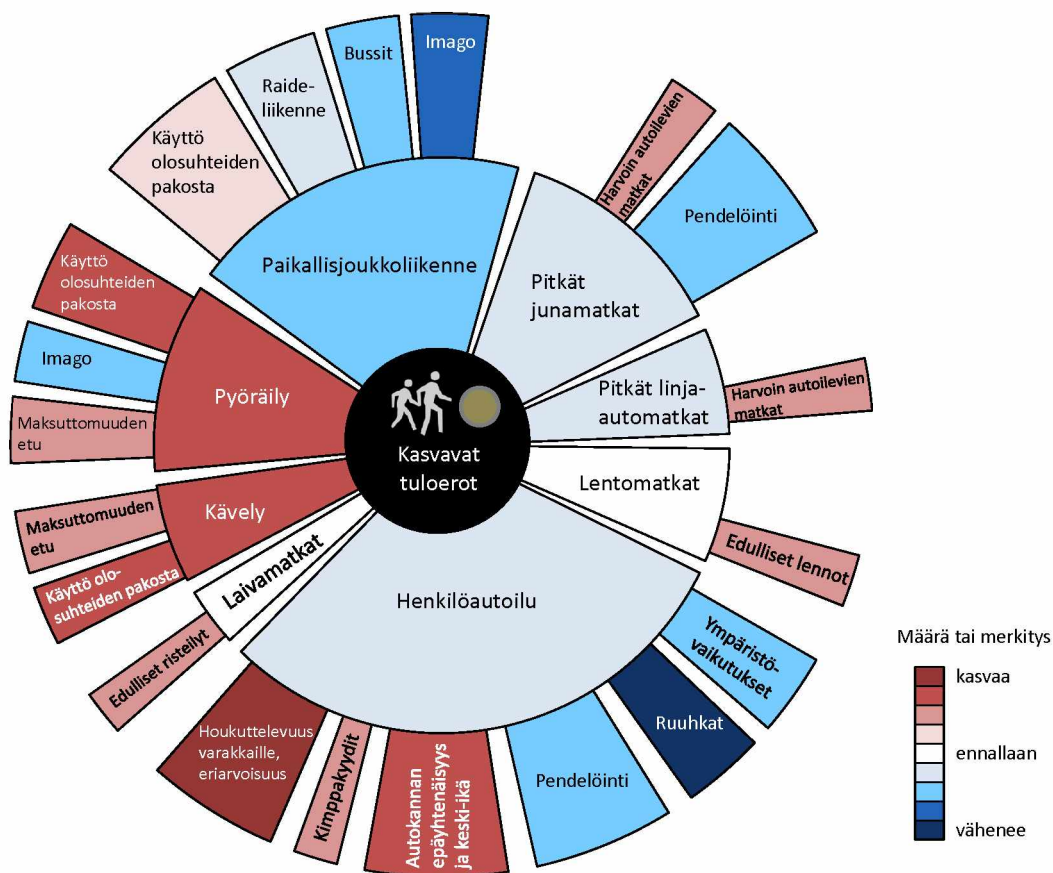 Imago
Bussit
Raide-
liikenne
Käyttö
olosuhteiden
pakosta
Harvoin autoilevien
matkat
Pendelöinti
Paikallisjoukkoliikenne
Pitkät
junamatkat
Käyttö
olosuhteiden
pakosta
Imago
Pyöräily
Maksuttomuuden
etu
Pitkät linja-
automatkat
Harvoin autoilevien
matkat
Kasvavat
tuloerot
Lentomatkat
Edulliset lennot
Maksuttomuuden
etu
Kävely
Käyttö olo-
suhteiden pakosta
Laivamatkat
Edulliset risteilyt
Henkilöautoilu
Ympäristö-
vaikutukset
Ruuhkat
Pendelöinti
Autokannan
epäyhtenäisyys
ja keski-ikä
Kimppakyydit
Houkuttelevuus
varakkaille,
eriarvoisuus
Määrä tai merkitys
kasvaa
ennallaan
vähenee